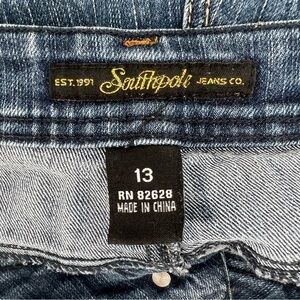 EST. 1991 Southpole JEANS CO.
13
RN 82628
MADE IN CHINA